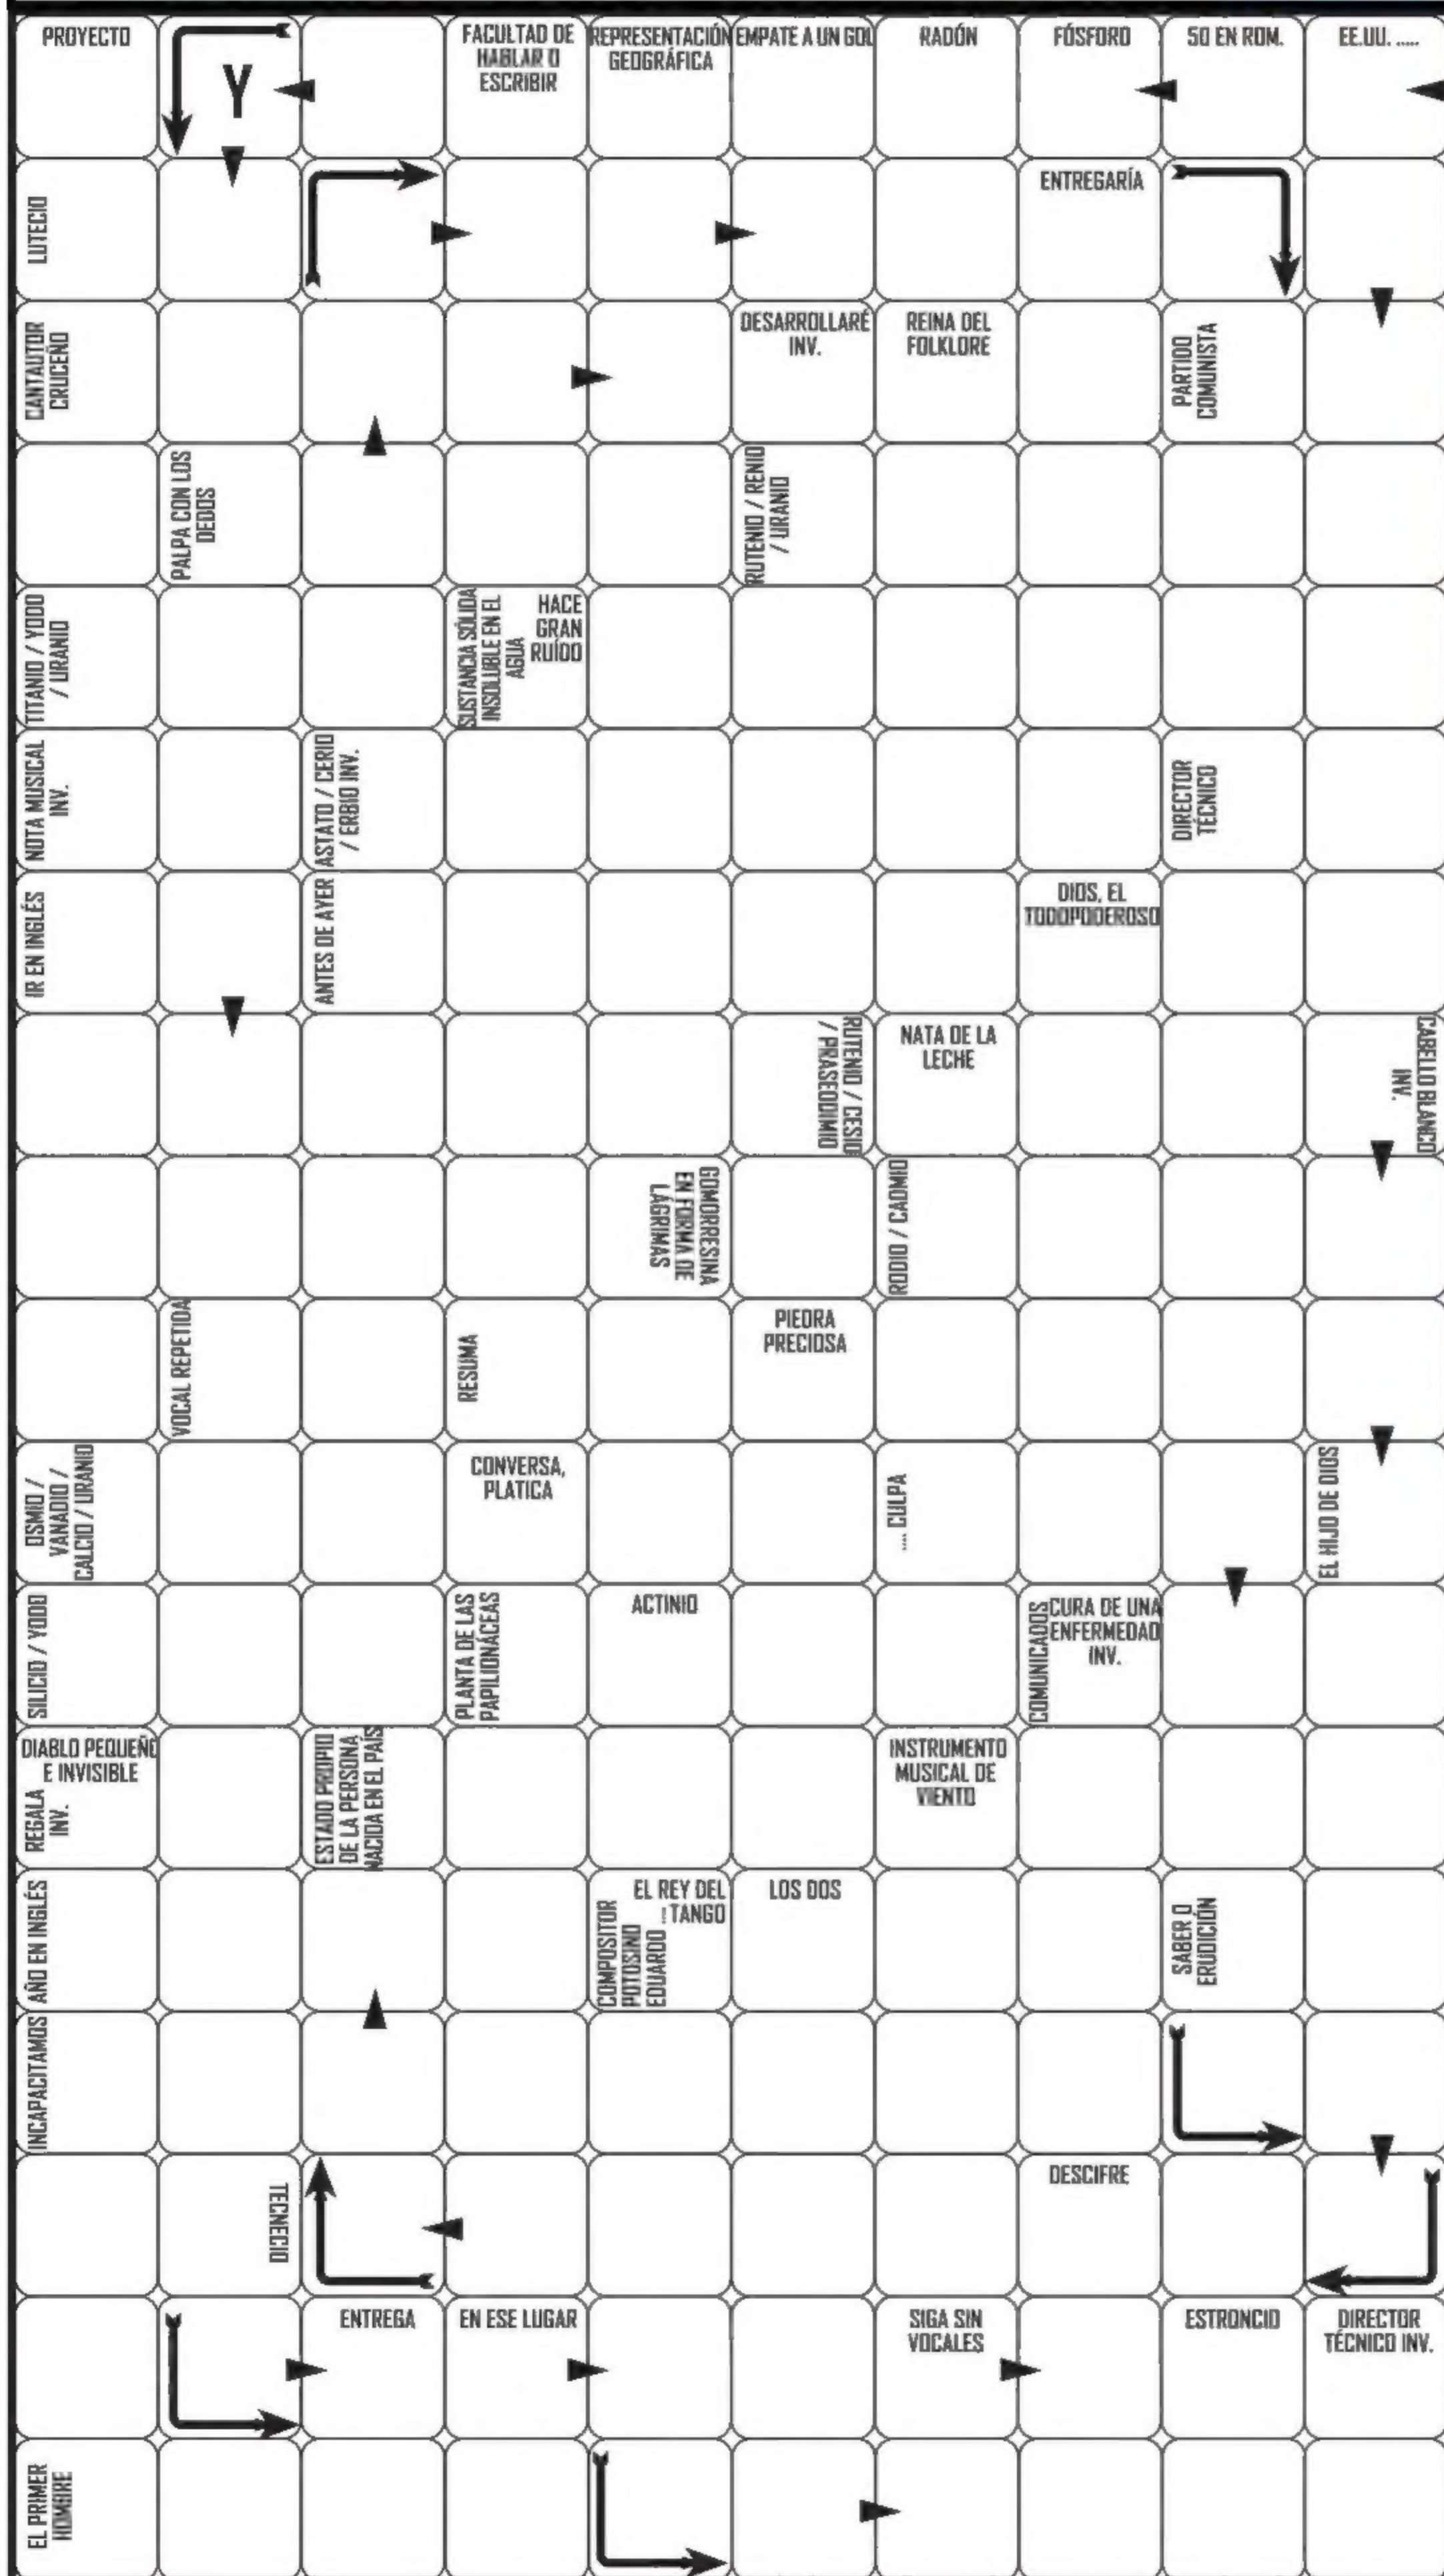 PROYECTO
Y
FACULTAD DE
HABLAR O
ESCRIBIR
REPRESENTACIÓN
GEOGRÁFICA
EMPATE A UN GOL
RADÓN
FÓSFORO
50 EN ROM.
EE.UU. .....
LUTECIO
ENTREGARÍA
CANTAUTOR
CRUCEÑO
DESARROLLARÉ
INV.
REINA DEL
FOLKLORE
PARTIDO
COMUNISTA
PALPA CON LOS
DEDOS
RUTENIO / RENIO
/ URANIO
TITANIO / YODO
/ URANIO
SUSTANCIA SÓLIDA
INSOLUBLE EN EL
AGUA
HACE
GRAN
RUÍDO
NOTA MUSICAL
INV.
ASTATO / CERIO
/ ERBIO INV.
DIRECTOR
TÉCNICO
IR EN INGLÉS
ANTES DE AYER
DIOS, EL
TODOPODEROSO
RUTENIO / CESIO
/ PRASEODIMIO
NATA DE LA
LECHE
CABELLO BLANCO
INV.
GOMORRESINA
EN FORMA DE
LÁGRIMAS
RODIO / CADMIO
VOCAL REPETIDA
RESUMA
PIEDRA
PRECIOSA
OSMIO /
VANADIO /
CALCIO / URANIO
CONVERSA,
PLATICA
.... CULPA
EL HIJO DE DIOS
SILICIO / YODO
PLANTA DE LAS
PAPILIONÁCEAS
ACTINIO
COMUNICADOS
CURA DE UNA
ENFERMEDAD
INV.
DIABLO PEQUEÑO
E INVISIBLE
REGALA
INV.
ESTADO PROPIO
DE LA PERSONA
NACIDA EN EL PAÍS
INSTRUMENTO
MUSICAL DE
VIENTO
AÑO EN INGLÉS
EL REY DEL
TANGO
COMPOSITOR
POTOSINO
EDUARDO
LOS DOS
SABER O
ERUDICIÓN
INCAPACITAMOS
TECNECIO
DESCIFRE
ENTREGA
EN ESE LUGAR
SIGA SIN
VOCALES
ESTRONCIO
DIRECTOR
TÉCNICO INV.
EL PRIMER
HOMBRE